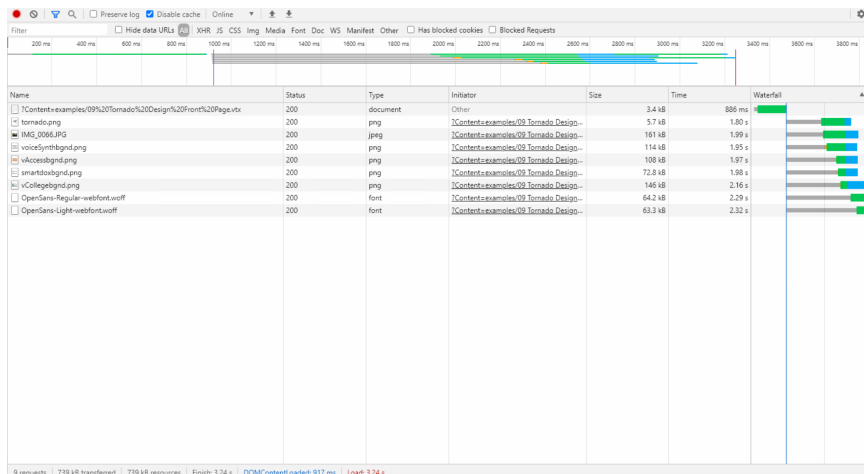 Preserve log Disable cache Online
Filter Hide data URLs All XHR JS CSS Img Media Font Doc WS Manifest Other Has blocked cookies Blocked Requests
200 ms 400 ms 600 ms 800 ms 1000 ms 1200 ms 1400 ms 1600 ms 1800 ms 2000 ms 2200 ms 2400 ms 2600 ms 2800 ms 3000 ms 3200 ms 3400 ms 3600 ms 3800 ms
Name Status Type Initiator Size Time Waterfall
?Content=examples/09%20Tornado%20Design%20Front%20Page.vtx 200 document Other 3.4 kB 886 ms
tornado.png 200 png ?Content=examples/09 Tornado Design... 5.7 kB 1.80 s
IMG_0066.JPG 200 jpeg ?Content=examples/09 Tornado Design... 161 kB 1.99 s
voiceSynthbgnd.png 200 png ?Content=examples/09 Tornado Design... 114 kB 1.95 s
vAccessbgnd.png 200 png ?Content=examples/09 Tornado Design... 108 kB 1.97 s
smartdoxbgnd.png 200 png ?Content=examples/09 Tornado Design... 72.8 kB 1.98 s
vCollegebgnd.png 200 png ?Content=examples/09 Tornado Design... 146 kB 2.16 s
OpenSans-Regular-webfont.woff 200 font ?Content=examples/09 Tornado Design... 64.2 kB 2.29 s
OpenSans-Light-webfont.woff 200 font ?Content=examples/09 Tornado Design... 63.3 kB 2.32 s
9 requests 739 kB transferred 739 kB resources Finish: 3.24 s DOMContentLoaded: 917 ms Load: 3.24 s